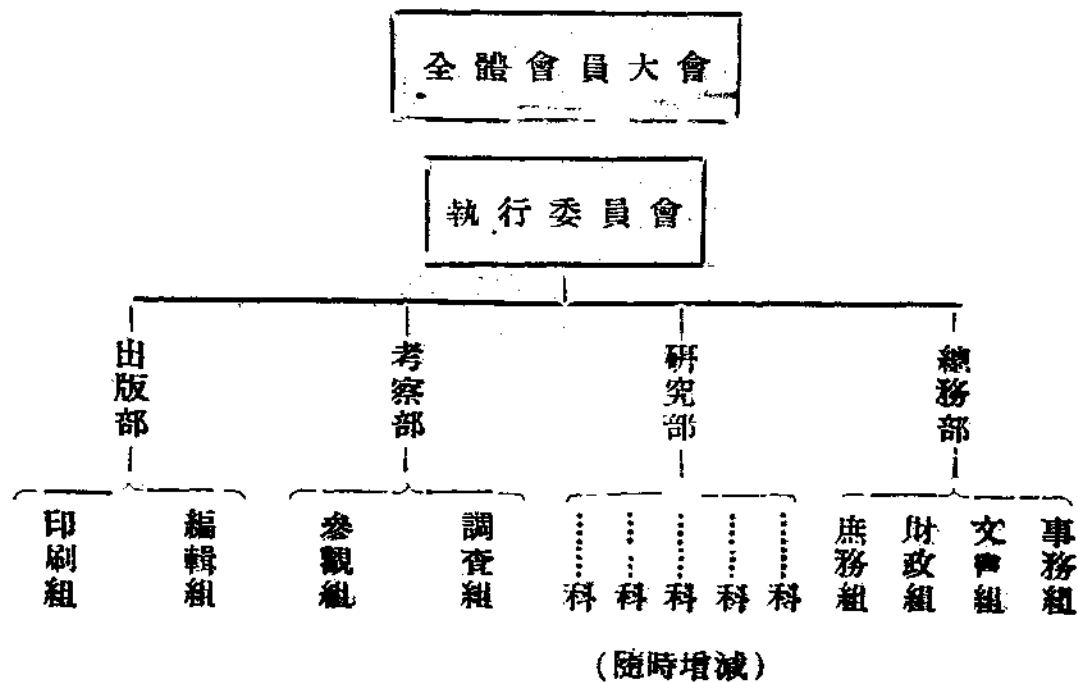 全體會員大會
執行委員會
總務部
研究部
考察部
出版部
事務組
文書組
財政組
庶務組
………科
………科
………科
………科
………科
調查組
參觀組
編輯組
印刷組
(隨時增減)